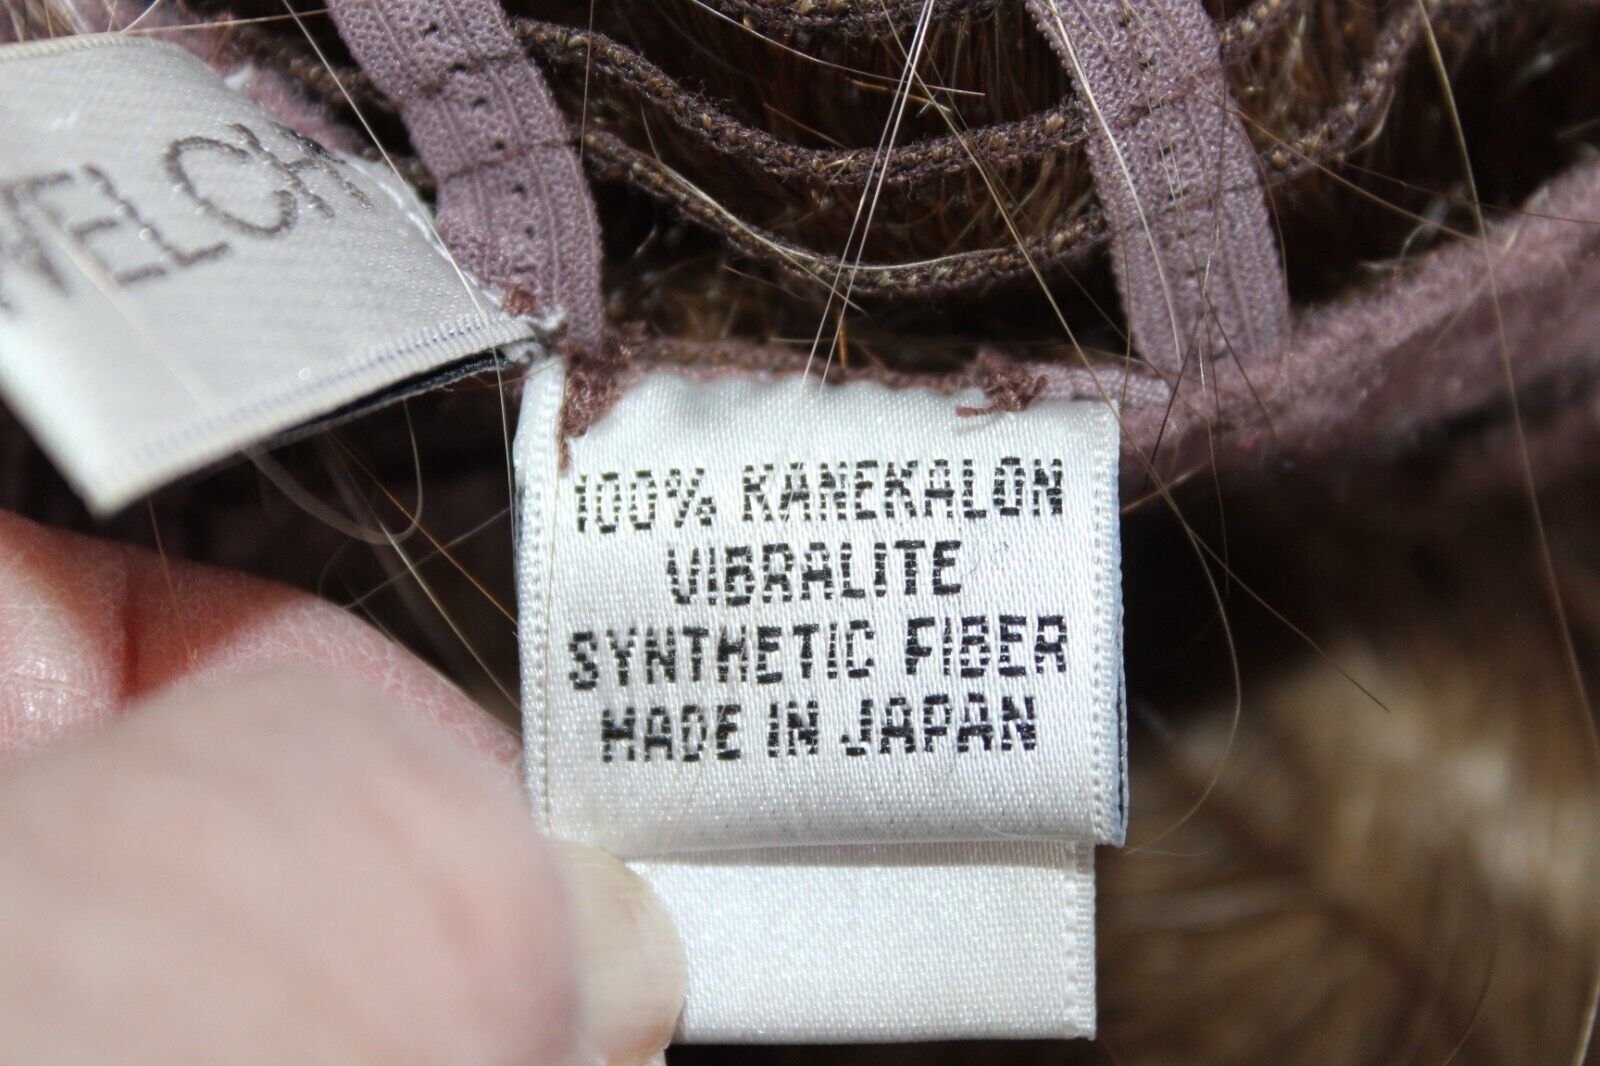 WELCH
100% KANEKALON
VIBRALITE
SYNTHETIC FIBER
MADE IN JAPAN